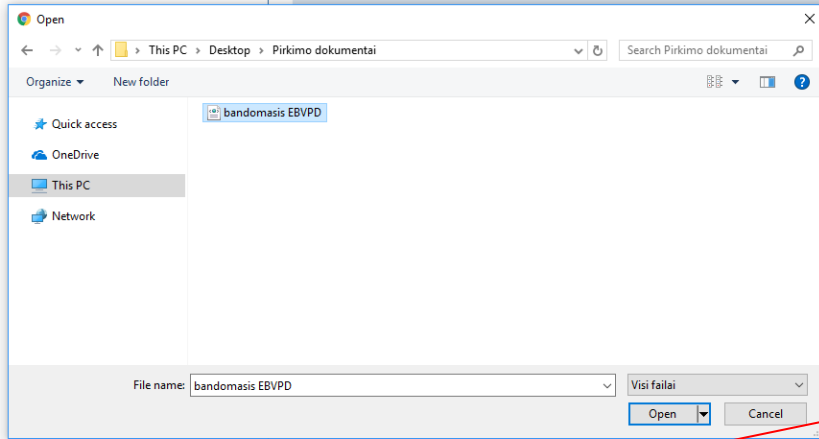 Open
This PC > Desktop > Pirkimo dokumentai
Search Pirkimo dokumentai
Organize
New folder
Quick access
OneDrive
This PC
Network
bandomasis EBVPD
File name: bandomasis EBVPD
Visi failai
Open
Cancel